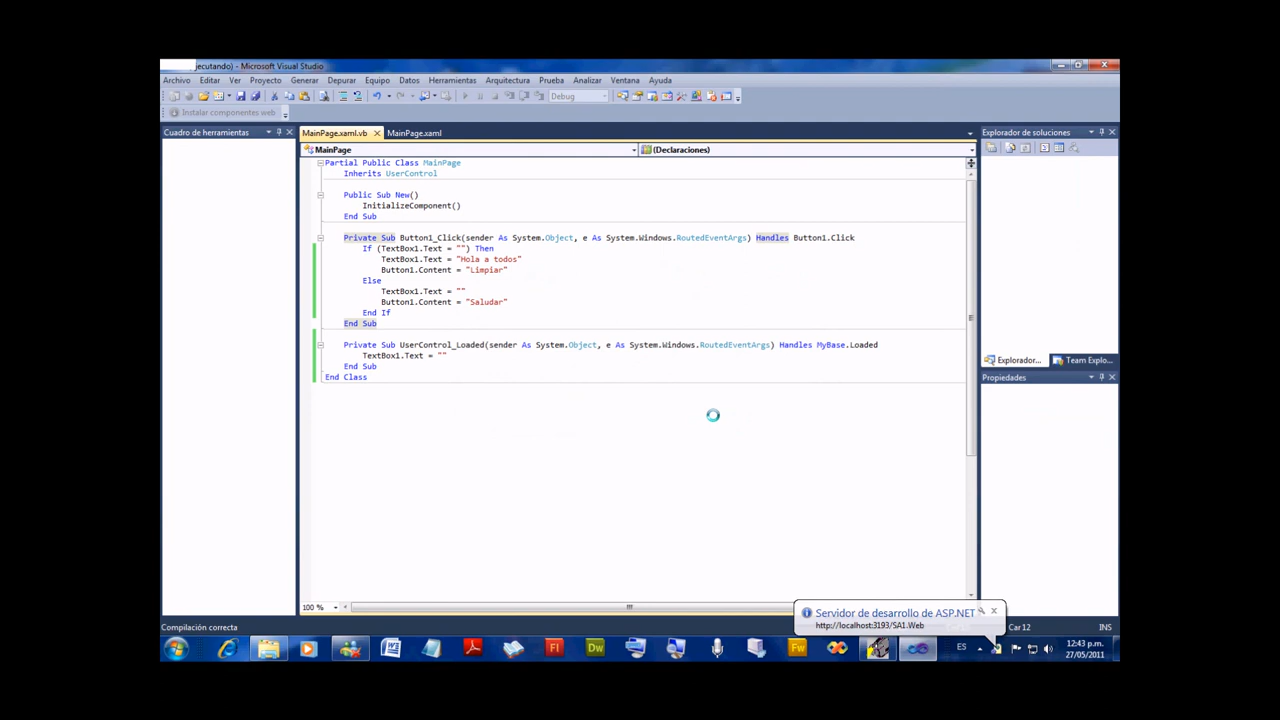 jecutando) - Microsoft Visual Studio
Archivo Editar Ver Proyecto Generar Depurar Equipo Datos Herramientas Arquitectura Prueba Analizar Ventana Ayuda
Debug
Instalar componentes web
Cuadro de herramientas
MainPage.xaml.vb MainPage.xaml
Explorador de soluciones
MainPage (Declaraciones)
Partial Public Class MainPage
Inherits UserControl
Public Sub New()
InitializeComponent()
End Sub
Private Sub Button1_Click(sender As System.Object, e As System.Windows.RoutedEventArgs) Handles Button1.Click
If (TextBox1.Text = "") Then
TextBox1.Text = "Hola a todos"
Button1.Content = "Limpiar"
Else
TextBox1.Text = ""
Button1.Content = "Saludar"
End If
End Sub
Private Sub UserControl_Loaded(sender As System.Object, e As System.Windows.RoutedEventArgs) Handles MyBase.Loaded
TextBox1.Text = ""
End Sub
End Class
Explorador... Team Explo...
Propiedades
100 %
Servidor de desarrollo de ASP.NET
http://localhost:3193/SA1.Web
Compilación correcta
Car 12 INS
Fl Dw Fw
ES
12:43 p.m.
27/05/2011